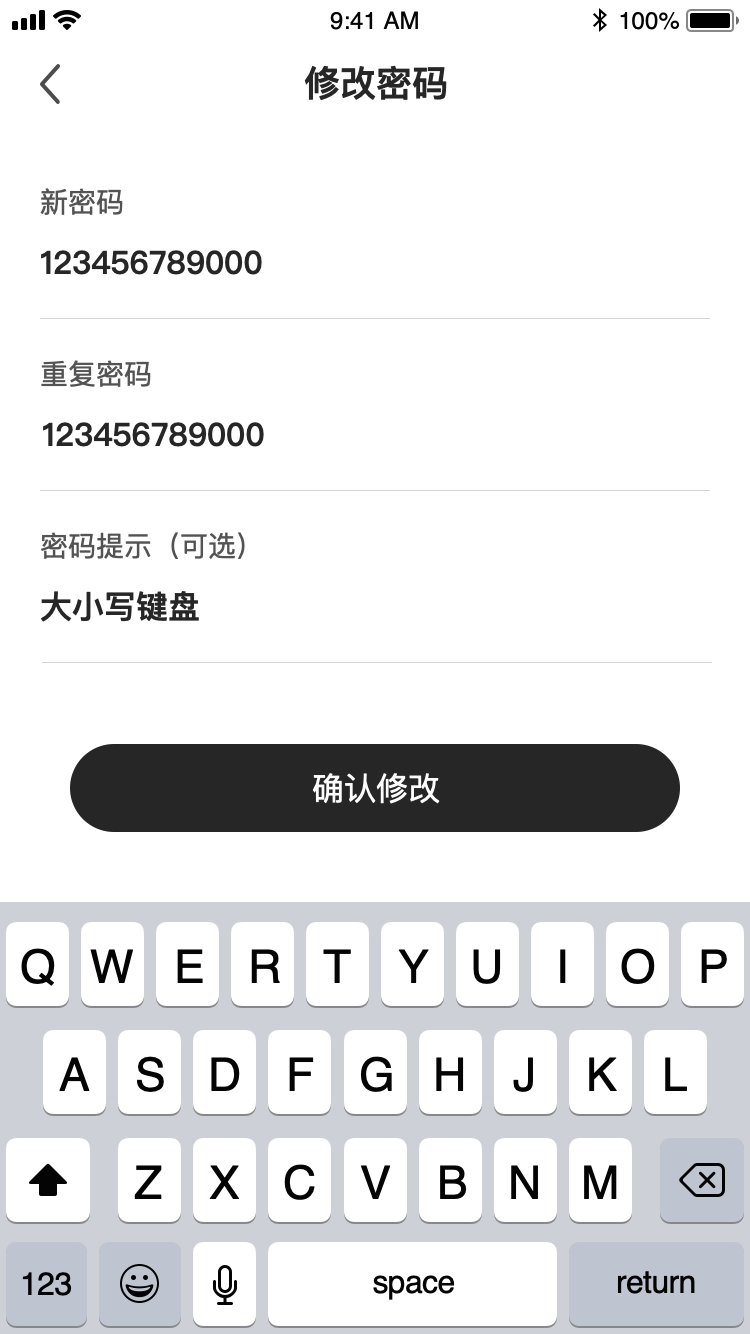 9:41 AM 100%
修改密码
新密码
123456789000
重复密码
123456789000
密码提示（可选）
大小写键盘
确认修改
Q W E R T Y U I O P
A S D F G H J K L
Z X C V B N M
123 space return